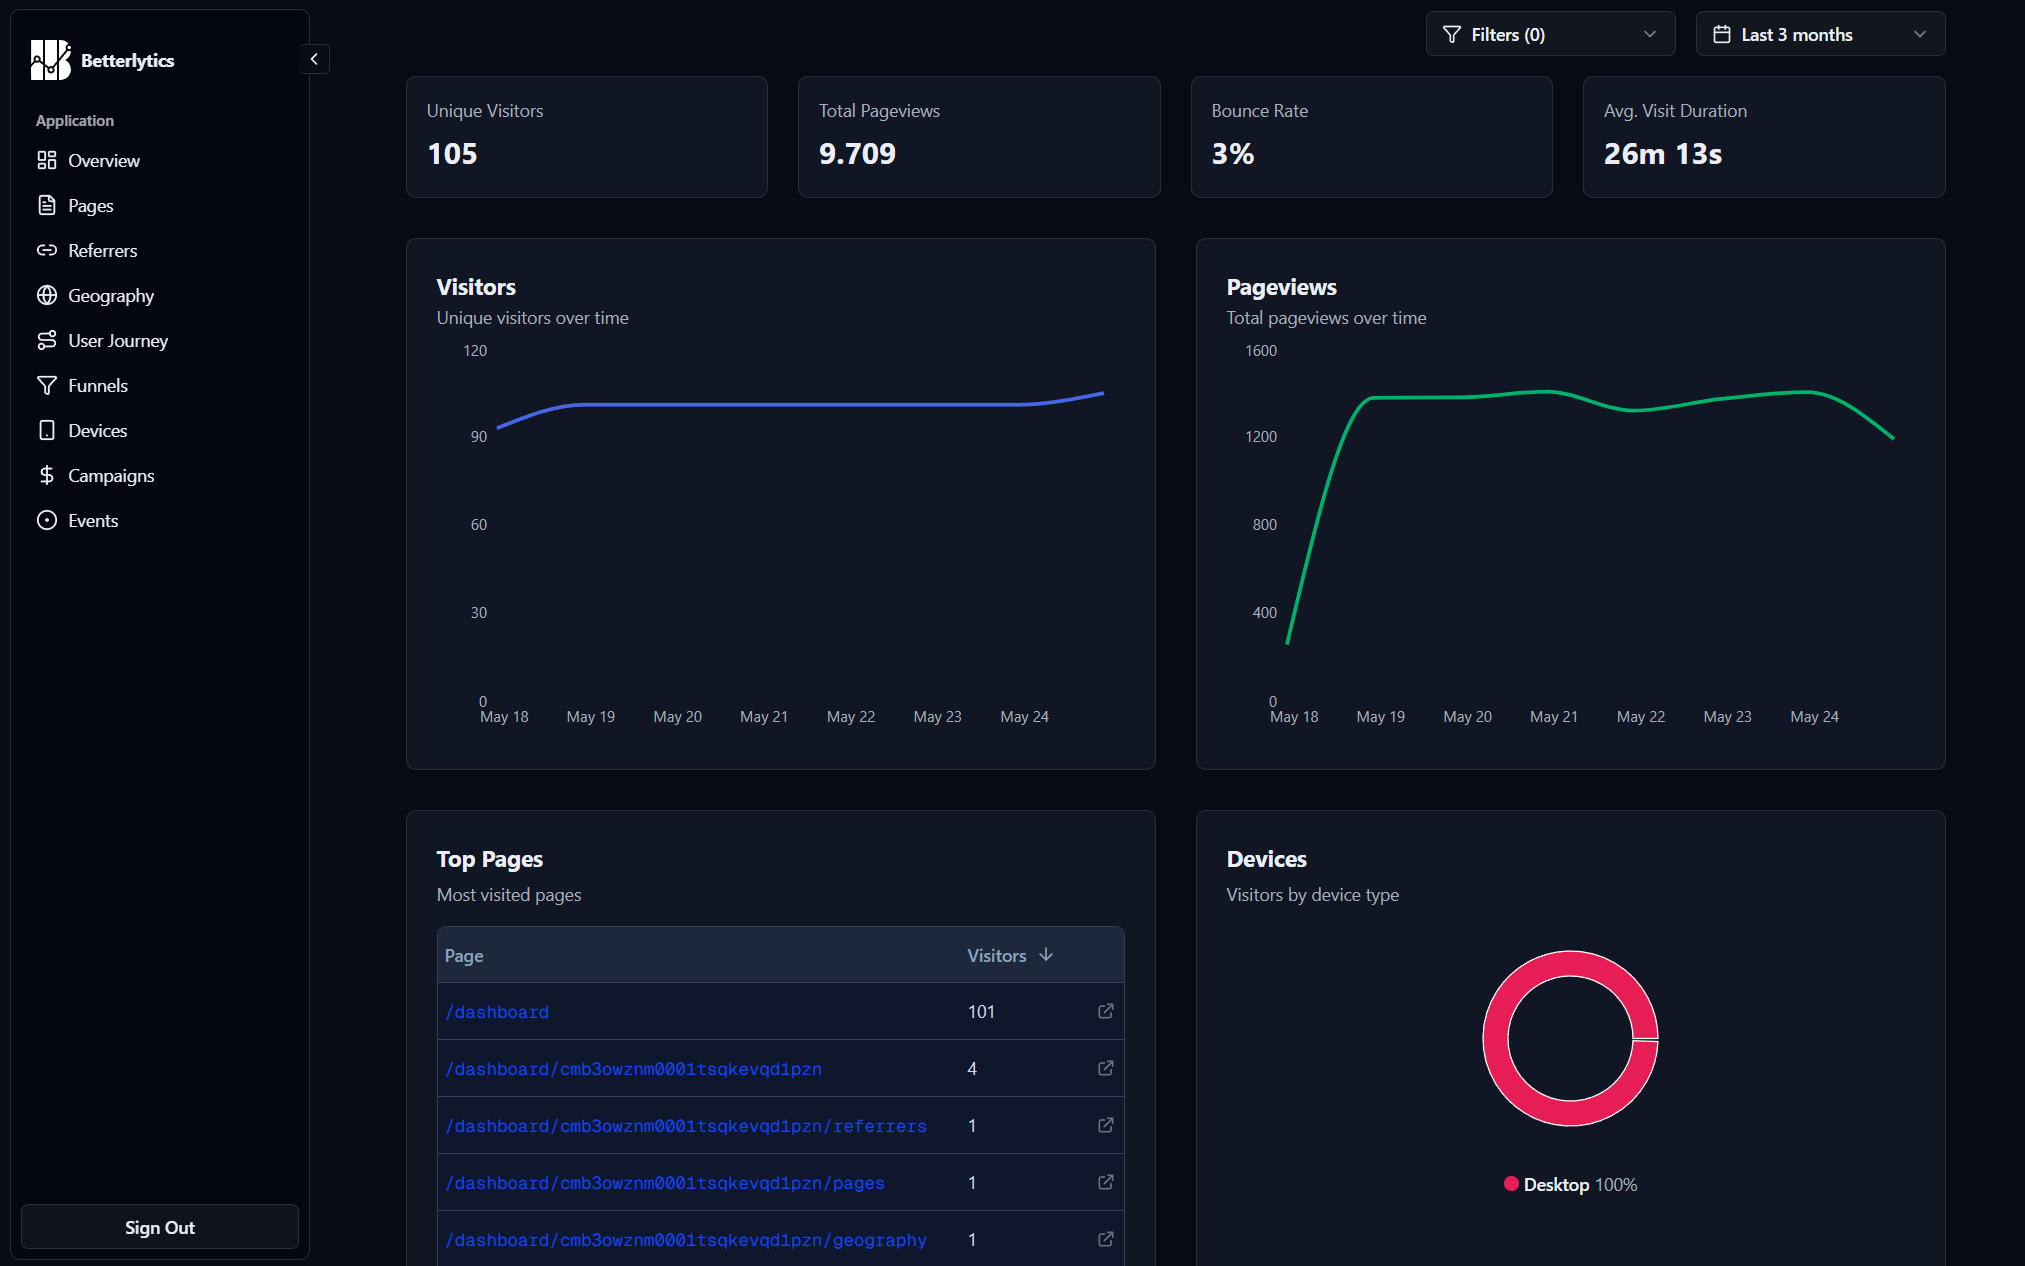 Betterlytics
Application
Overview
Pages
Referrers
Geography
User Journey
Funnels
Devices
Campaigns
Events
Sign Out
Filters (0)
Last 3 months
Unique Visitors
105
Total Pageviews
9.709
Bounce Rate
3%
Avg. Visit Duration
26m 13s
Visitors
Unique visitors over time
120
90
60
30
0
May 18 May 19 May 20 May 21 May 22 May 23 May 24
Pageviews
Total pageviews over time
1600
1200
800
400
0
May 18 May 19 May 20 May 21 May 22 May 23 May 24
Top Pages
Most visited pages
Page Visitors
/dashboard 101
/dashboard/cmb3owznm0001tsqkevqd1pzn 4
/dashboard/cmb3owznm0001tsqkevqd1pzn/referrers 1
/dashboard/cmb3owznm0001tsqkevqd1pzn/pages 1
/dashboard/cmb3owznm0001tsqkevqd1pzn/geography 1
Devices
Visitors by device type
Desktop 100%